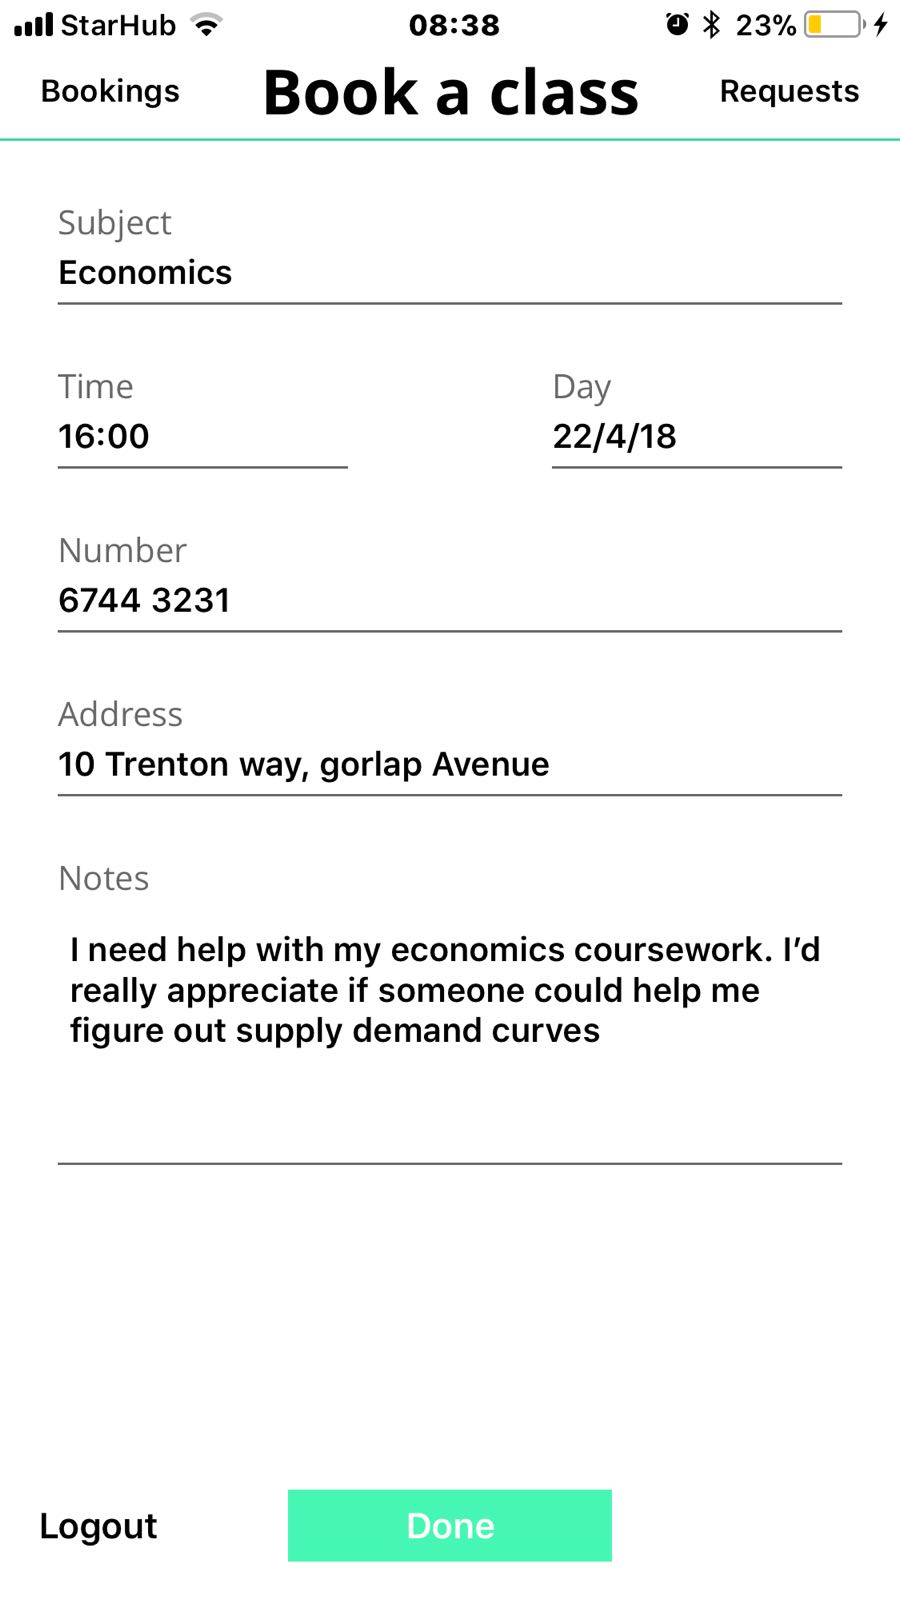 StarHub 08:38 23%
Bookings Book a class Requests
Subject
Economics
Time Day
16:00 22/4/18
Number
6744 3231
Address
10 Trenton way, gorlap Avenue
Notes
I need help with my economics coursework. I’d
really appreciate if someone could help me
figure out supply demand curves
Logout Done